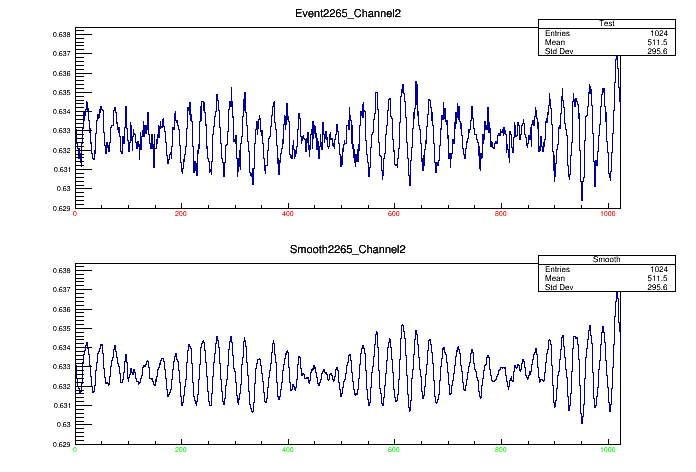 Event2265_Channel2
Test
Entries 1024
Mean 511.5
Std Dev 295.6
0.638
0.637
0.636
0.635
0.634
0.633
0.632
0.631
0.63
0.629
0 200 400 600 800 1000
Smooth2265_Channel2
Smooth
Entries 1024
Mean 511.5
Std Dev 295.6
0.638
0.637
0.636
0.635
0.634
0.633
0.632
0.631
0.63
0.629
0 200 400 600 800 1000